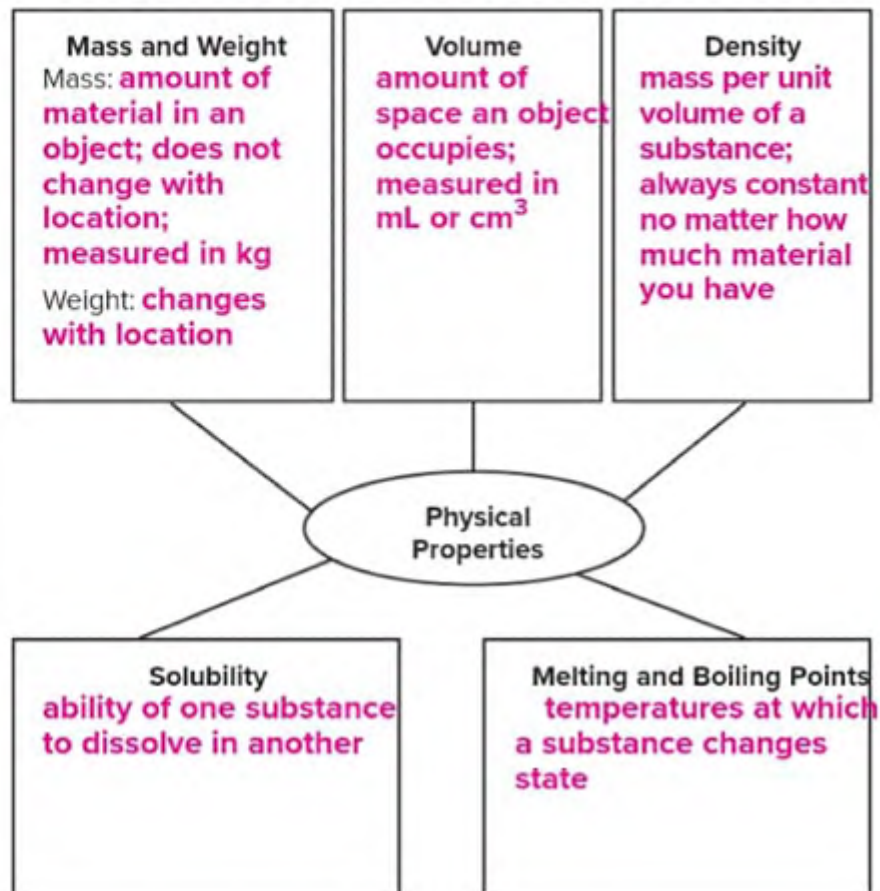 Mass and Weight
Mass: amount of
material in an
object; does not
change with
location;
measured in kg
Weight: changes
with location
Volume
amount of
space an object
occupies;
measured in
mL or cm³
Density
mass per unit
volume of a
substance;
always constant
no matter how
much material
you have
Physical
Properties
Solubility
ability of one substance
to dissolve in another
Melting and Boiling Points
temperatures at which
a substance changes
state